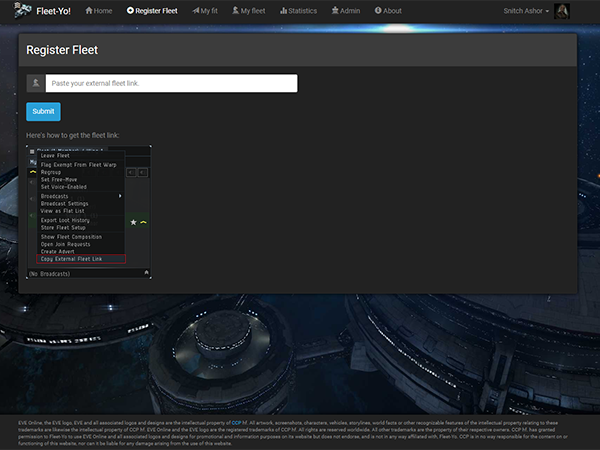 Fleet-Yo! Home Register Fleet My fit My fleet Statistics Admin About Snitch Ashor
Register Fleet
Paste your external fleet link.
Submit
Here's how to get the fleet link:
Leave Fleet
Flag Exempt From Fleet Warp
Regroup
Set Free-Move
Set Voice-Enabled
Broadcasts
Broadcast Settings
View as Flat List
Export Loot History
Store Fleet Setup
Show Fleet Composition
Open Join Requests
Create Advert
Copy External Fleet Link
(No Broadcasts)
EVE Online, the EVE logo, EVE and all associated logos and designs are the intellectual property of CCP hf. All artwork, screenshots, characters, vehicles, storylines, world facts or other recognizable features of the intellectual property relating to these
trademarks are likewise the intellectual property of CCP hf. EVE Online and the EVE logo are the registered trademarks of CCP hf. All rights are reserved worldwide. All other trademarks are the property of their respective owners. CCP hf. has granted
permission to Fleet-Yo to use EVE Online and all associated logos and designs for promotional and information purposes on its website but does not endorse, and is not in any way affiliated with, Fleet-Yo. CCP is in no way responsible for the content on or
functioning of this website, nor can it be liable for any damage arising from the use of this website.